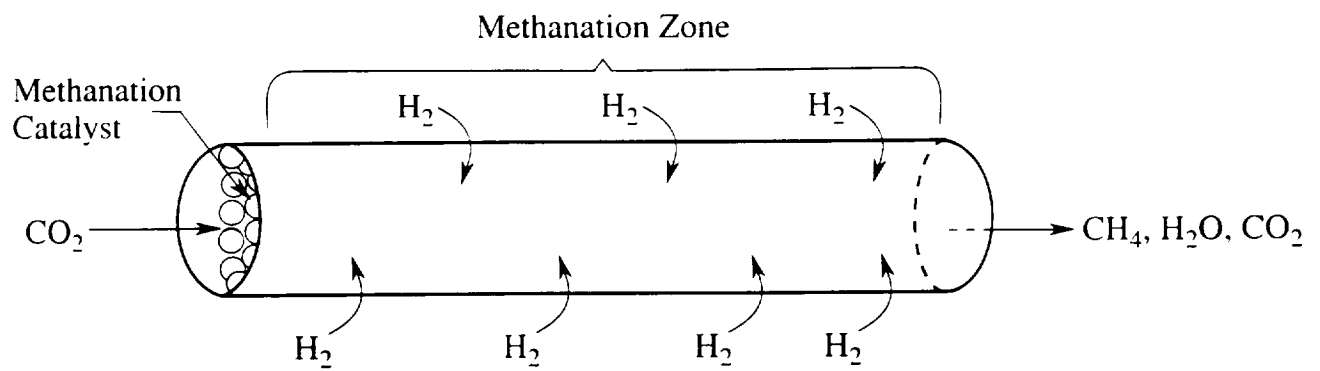 Methanation Zone
Methanation
Catalyst
H₂ H₂ H₂
CO₂
CH₄, H₂O, CO₂
H₂ H₂ H₂ H₂